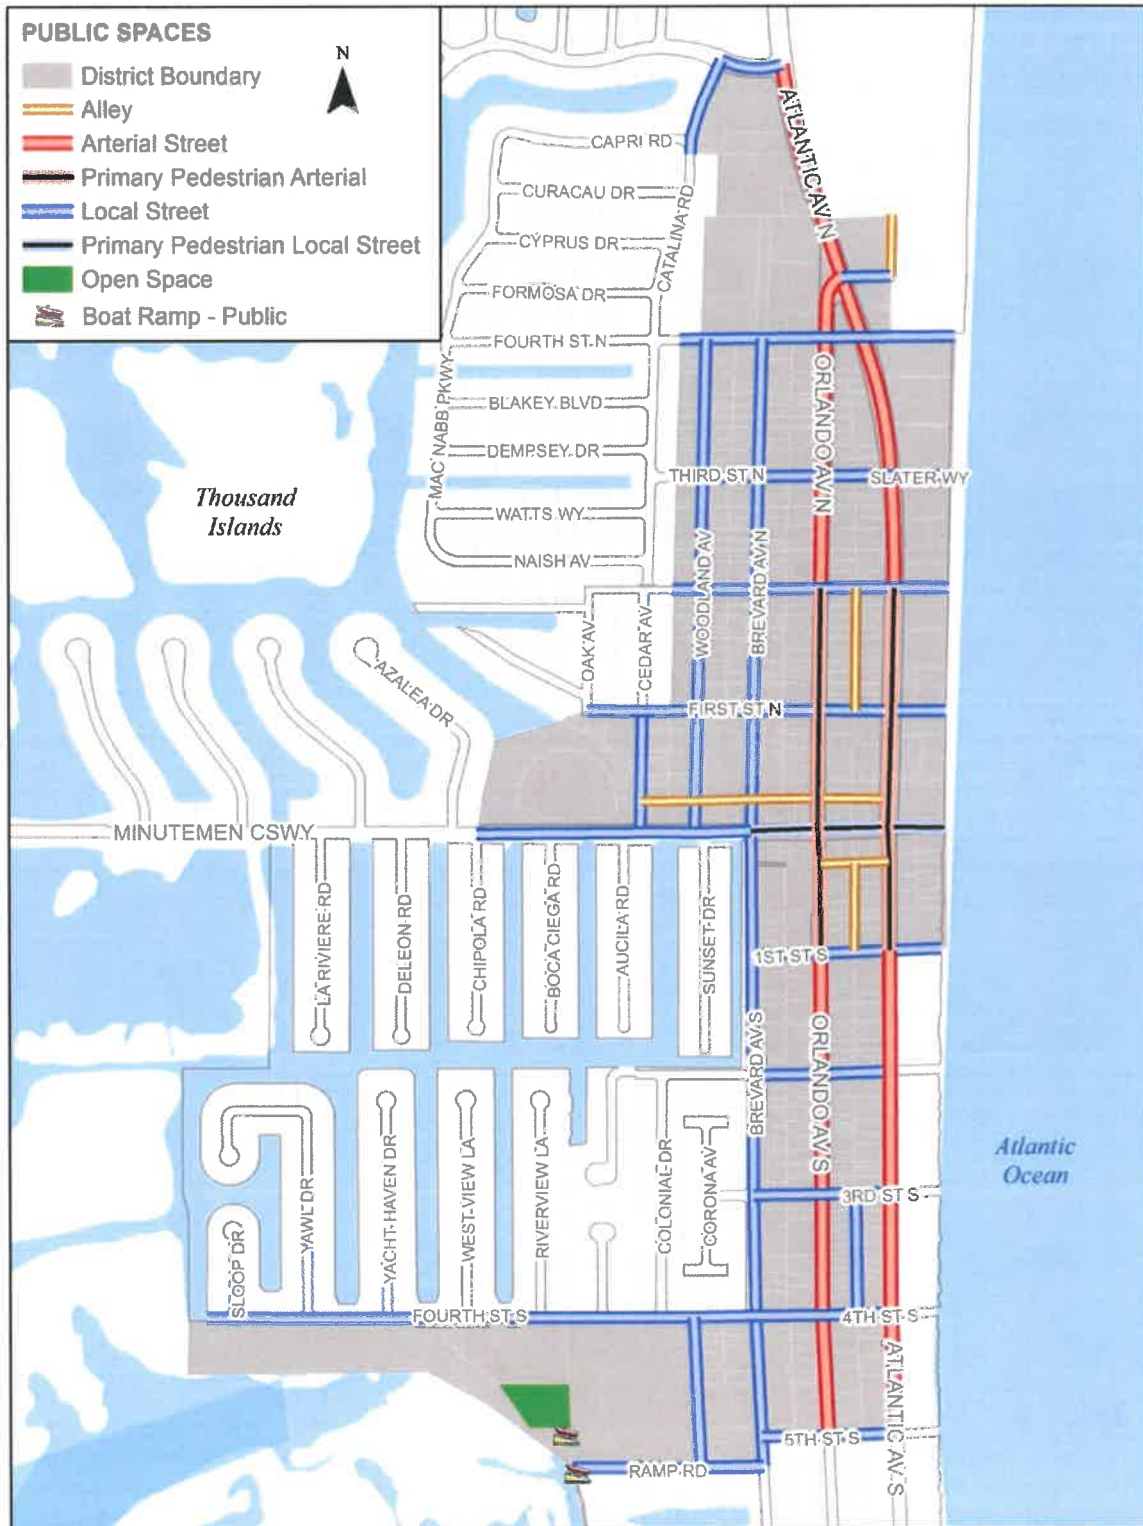 PUBLIC SPACES
N
District Boundary
Alley
Arterial Street
Primary Pedestrian Arterial
Local Street
Primary Pedestrian Local Street
Open Space
Boat Ramp - Public
ATLANTIC AV N
CAPRI RD
CURACAU DR
CATALINA RD
CYPRUS DR
FORMOSA DR
FOURTH ST N
MAC NABB PKWY
ORLANDO AV N
BLAKEY BLVD
DEMPSEY DR
THIRD ST N
SLATER WY
Thousand
Islands
WATTS WY
WOODLAND AV
BREVARD AV N
NAISH AV
OAK AV
CEDAR AV
AZALEA DR
FIRST ST N
MINUTEMEN CSWY
LA RIVIERE RD
DELEON RD
CHIPOLA RD
BOCA CIEGA RD
AUCILA RD
SUNSET DR
1ST ST S
BREVARD AV S
ORLANDO AV S
SLOOP DR
YAWL DR
YACHT HAVEN DR
WEST VIEW LA
RIVERVIEW LA
COLONIAL DR
CORONA AV
Atlantic
Ocean
3RD ST S
FOURTH ST S
4TH ST S
ATLANTIC AV S
5TH ST S
RAMP RD